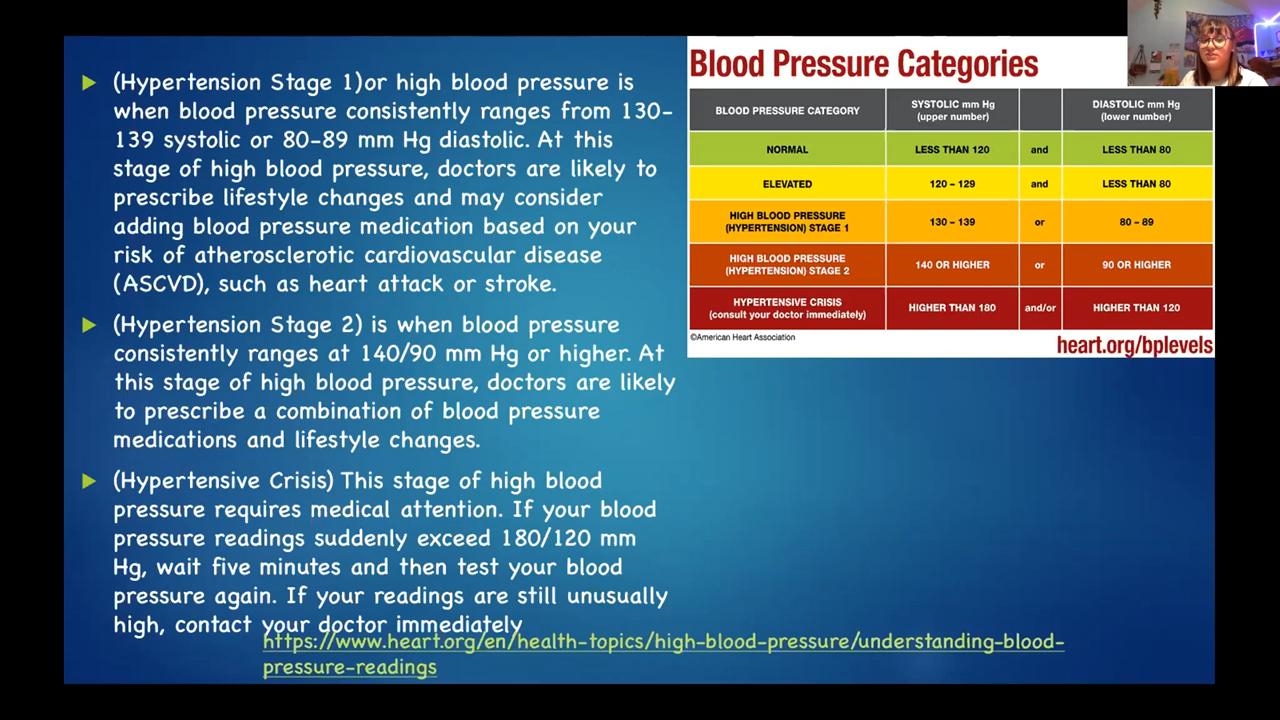 (Hypertension Stage 1)or high blood pressure is
when blood pressure consistently ranges from 130-
139 systolic or 80-89 mm Hg diastolic. At this
stage of high blood pressure, doctors are likely to
prescribe lifestyle changes and may consider
adding blood pressure medication based on your
risk of atherosclerotic cardiovascular disease
(ASCVD), such as heart attack or stroke.
(Hypertension Stage 2) is when blood pressure
consistently ranges at 140/90 mm Hg or higher. At
this stage of high blood pressure, doctors are likely
to prescribe a combination of blood pressure
medications and lifestyle changes.
(Hypertensive Crisis) This stage of high blood
pressure requires medical attention. If your blood
pressure readings suddenly exceed 180/120 mm
Hg, wait five minutes and then test your blood
pressure again. If your readings are still unusually
high, contact your doctor immediately
https://www.heart.org/en/health-topics/high-blood-pressure/understanding-blood-
pressure-readings
Blood Pressure Categories
BLOOD PRESSURE CATEGORY SYSTOLIC mm Hg (upper number) DIASTOLIC mm Hg (lower number)
NORMAL LESS THAN 120 and LESS THAN 80
ELEVATED 120 – 129 and LESS THAN 80
HIGH BLOOD PRESSURE (HYPERTENSION) STAGE 1 130 – 139 or 80 – 89
HIGH BLOOD PRESSURE (HYPERTENSION) STAGE 2 140 OR HIGHER or 90 OR HIGHER
HYPERTENSIVE CRISIS (consult your doctor immediately) HIGHER THAN 180 and/or HIGHER THAN 120
©American Heart Association
heart.org/bplevels